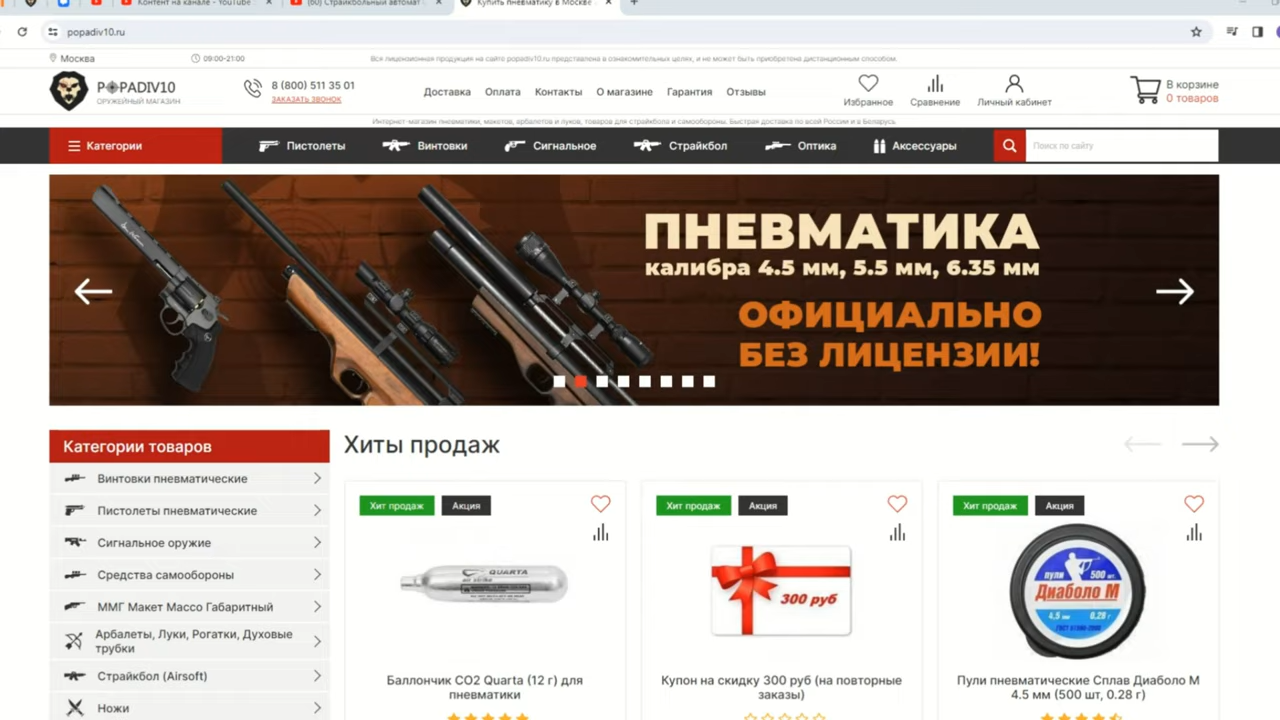 Контент на канале - YouTube
(60) Страйкбольный автомат
Купить пневматику в Москве
popadiv10.ru
Москва
09:00-21:00
Вся лицензионная продукция на сайте popadiv10.ru представлена в ознакомительных целях, и не может быть приобретена дистанционным способом.
P PADIV10
ОРУЖЕЙНЫЙ МАГАЗИН
8 (800) 511 35 01
ЗАКАЗАТЬ ЗВОНОК
Доставка Оплата Контакты О магазине Гарантия Отзывы
Избранное Сравнение Личный кабинет
В корзине
0 товаров
Интернет-магазин пневматики, макетов, арбалетов и луков, товаров для страйкбола и самообороны. Быстрая доставка по всей России и в Беларусь.
Категории Пистолеты Винтовки Сигнальное Страйкбол Оптика Аксессуары Поиск по сайту
ПНЕВМАТИКА
калибра 4.5 мм, 5.5 мм, 6.35 мм
ОФИЦИАЛЬНО
БЕЗ ЛИЦЕНЗИИ!
Категории товаров
Винтовки пневматические
Пистолеты пневматические
Сигнальное оружие
Средства самообороны
ММГ Макет Массо Габаритный
Арбалеты, Луки, Рогатки, Духовые
трубки
Страйкбол (Airsoft)
Ножи
Хиты продаж
Хит продаж Акция
QUARTA
Баллончик CO2 Quarta (12 г) для
пневматики
Хит продаж Акция
300 руб
Купон на скидку 300 руб (на повторные
заказы)
Хит продаж Акция
пули 500 шт.
Диаболо М
4,5 мм 0.28 г
Пули пневматические Сплав Диаболо М
4.5 мм (500 шт, 0.28 г)